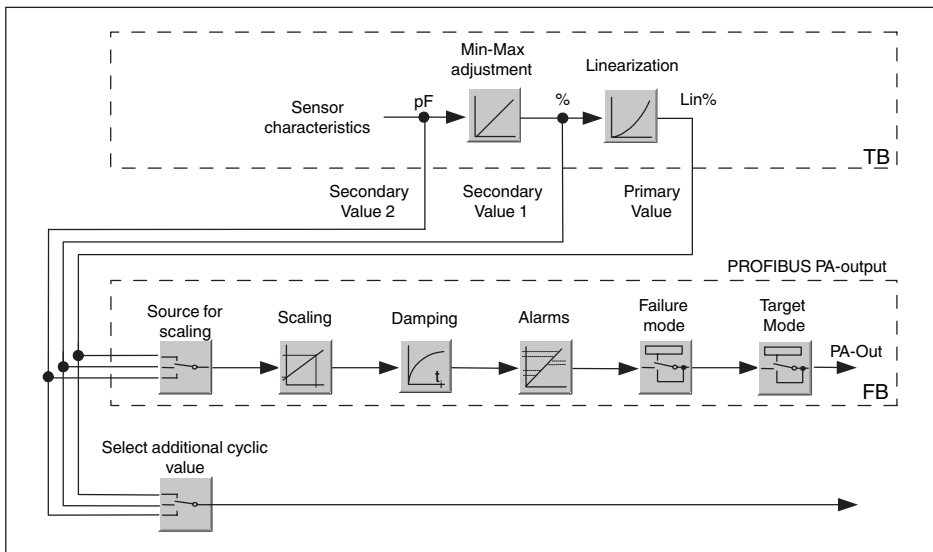 Min-Max
adjustment
Linearization
Sensor
characteristics
pF
%
Lin%
TB
Secondary
Value 2
Secondary
Value 1
Primary
Value
PROFIBUS PA-output
Source for
scaling
Scaling
Damping
Alarms
Failure
mode
Target
Mode
t
PA-Out
FB
Select additional cyclic
value